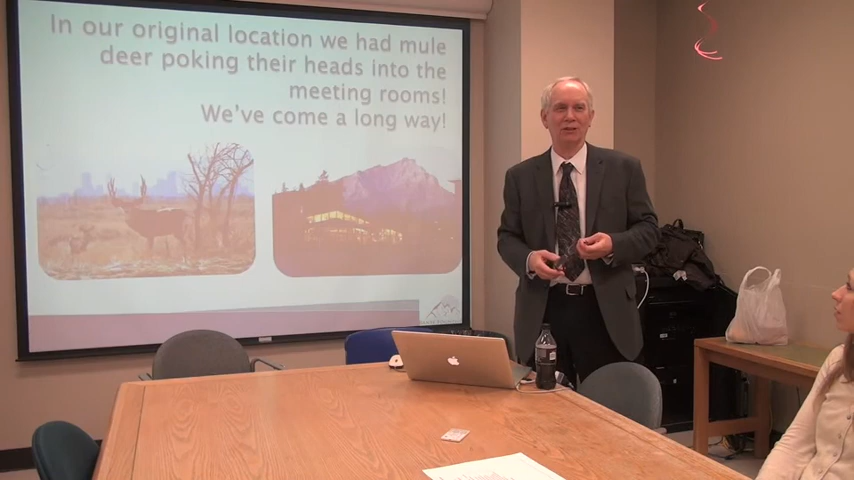 In our original location we had mule
deer poking their heads into the
meeting rooms!
We've come a long way!